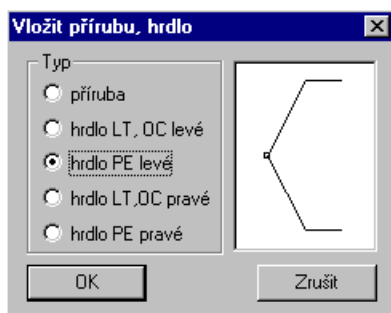 Vložit přírubu, hrdlo
Typ
příruba
hrdlo LT, OC levé
hrdlo PE levé
hrdlo LT,OC pravé
hrdlo PE pravé
OK
Zrušit